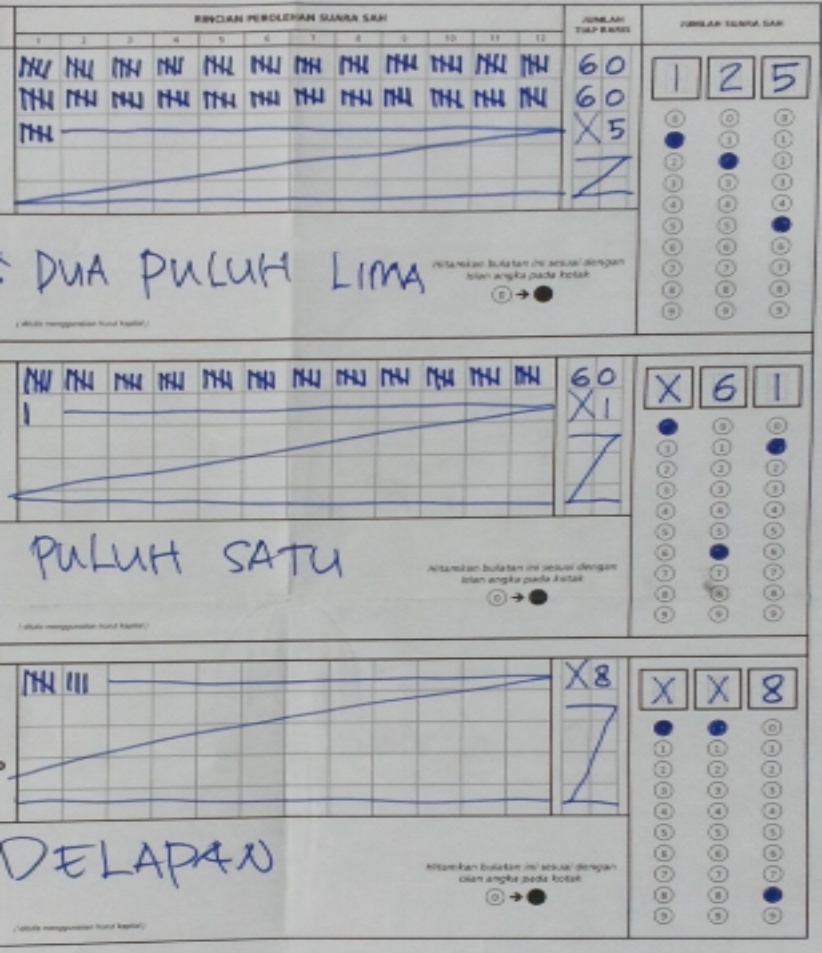 RINCIAN PEROLEHAN SUARA SAH
JUMLAH TIAP BARIS
JUMLAH SUARA SAH
1 2 3 4 5 6 7 8 9 10 11 12
60
60
X5
1 2 5
DUA PULUH LIMA
Hitamkan bulatan ini sesuai dengan
isian angka pada kotak
(ditulis menggunakan huruf kapital)
60
X1
X 6 1
PULUH SATU
Hitamkan bulatan ini sesuai dengan
isian angka pada kotak
(ditulis menggunakan huruf kapital)
X8
X X 8
DELAPAN
Hitamkan bulatan ini sesuai dengan
isian angka pada kotak
(ditulis menggunakan huruf kapital)